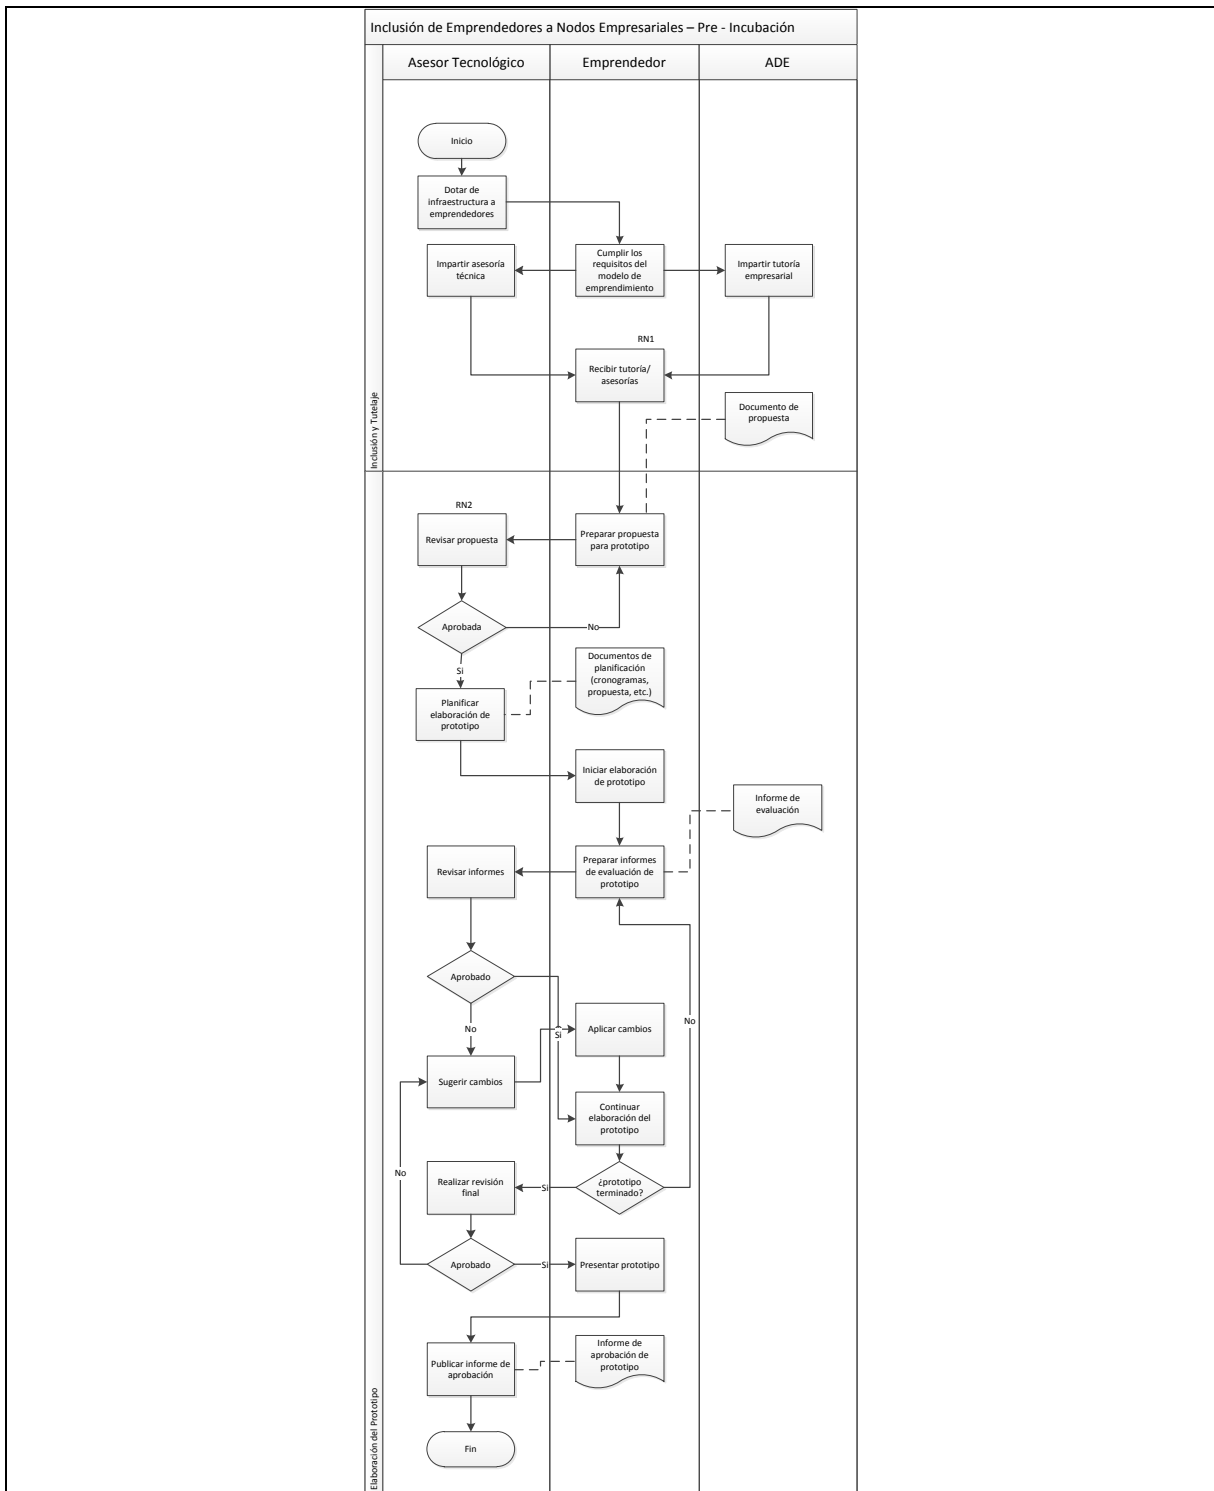 Inclusión de Emprendedores a Nodos Empresariales – Pre - Incubación
Asesor Tecnológico
Emprendedor
ADE
Inclusión y Tutelaje
Inicio
Dotar de
infraestructura a
emprendedores
Impartir asesoría
técnica
Cumplir los
requisitos del
modelo de
emprendimiento
Impartir tutoría
empresarial
RN1
Recibir tutoría/
asesorías
Documento de
propuesta
Elaboración del Prototipo
RN2
Revisar propuesta
Preparar propuesta
para prototipo
Aprobada
No
Si
Documentos de
planificación
(cronogramas,
propuesta, etc.)
Planificar
elaboración de
prototipo
Iniciar elaboración
de prototipo
Informe de
evaluación
Revisar informes
Preparar informes
de evaluación de
prototipo
Aprobado
No
Si
Aplicar cambios
No
Sugerir cambios
Continuar
elaboración del
prototipo
No
Realizar revisión
final
Si
¿prototipo
terminado?
Aprobado
Si
Presentar prototipo
Publicar informe de
aprobación
Informe de
aprobación de
prototipo
Fin